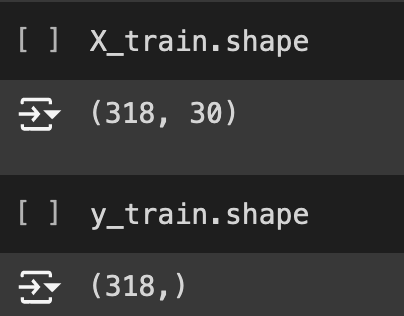 [ ] X_train.shape
(318, 30)
[ ] y_train.shape
(318,)